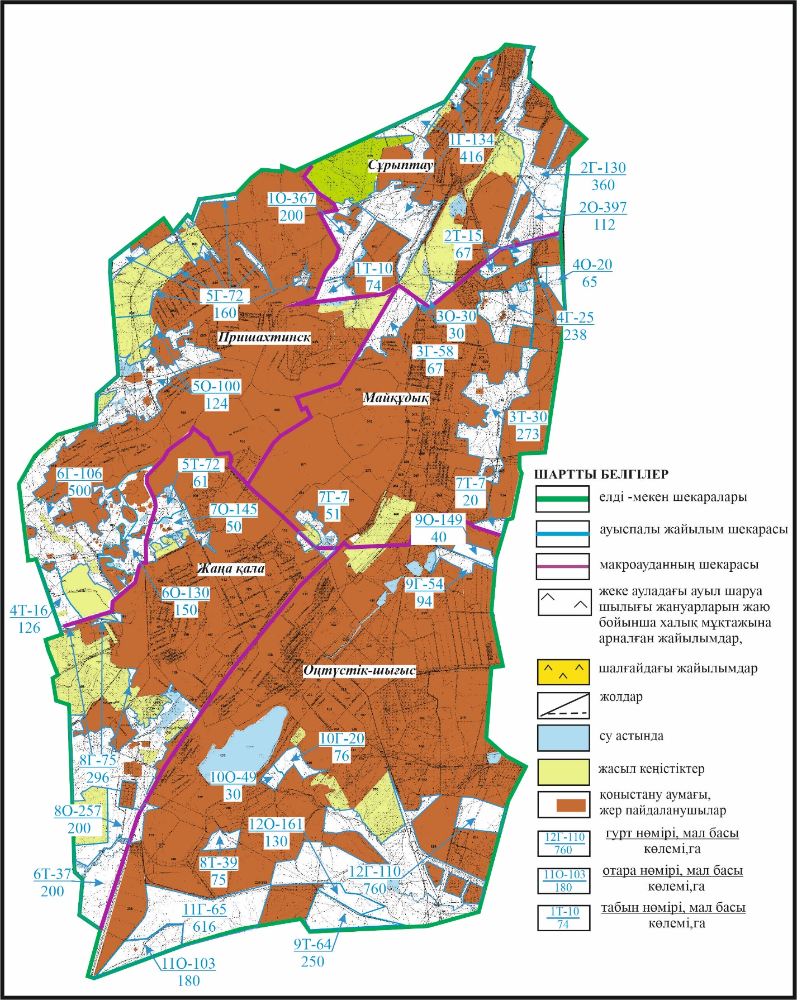 1Г-134
416
Сұрыптау
2Г-130
360
1О-367
200
2О-397
112
2Т-15
67
1Т-10
74
4О-20
65
5Г-72
160
3О-30
30
4Г-25
238
Пришахтинск
3Г-58
67
5О-100
124
Майқұдық
3Т-30
273
5Т-72
61
6Г-106
500
7Т-7
20
7Г-7
51
7О-145
50
9О-149
40
Жаңа қала
9Г-54
94
6О-130
150
4Т-16
126
Оңтүстік-шығыс
10Г-20
76
8Г-75
296
10О-49
30
8О-257
200
12О-161
130
8Т-39
75
12Г-110
760
6Т-37
200
11Г-65
616
9Т-64
250
11О-103
180
ШАРТТЫ БЕЛГІЛЕР
елді -мекен шекаралары
ауыспалы жайылым шекарасы
макроауданның шекарасы
жеке ауладағы ауыл шаруа
шылығы жануарларын жаю
бойынша халық мұқтажына
арналған жайылымдар,
шалғайдағы жайылымдар
жолдар
су астында
жасыл кеңістіктер
қоныстану аумағы,
жер пайдаланушылар
12Г-110
760
гурт нөмірі, мал басы
көлемі,га
11О-103
180
отара нөмірі, мал басы
көлемі,га
1Т-10
74
табын нөмірі, мал басы
көлемі,га